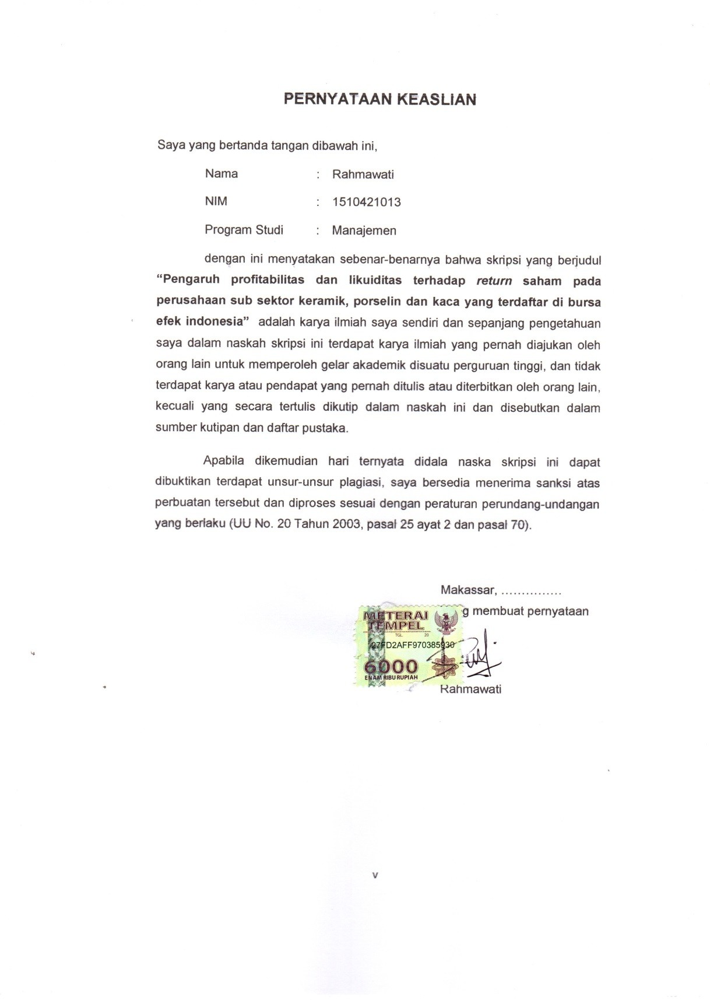 PERNYATAAN KEASLIAN
Saya yang bertanda tangan dibawah ini,
Nama : Rahmawati
NIM : 1510421013
Program Studi : Manajemen
dengan ini menyatakan sebenar-benarnya bahwa skripsi yang berjudul
“Pengaruh profitabilitas dan likuiditas terhadap return saham pada
perusahaan sub sektor keramik, porselin dan kaca yang terdaftar di bursa
efek indonesia” adalah karya ilmiah saya sendiri dan sepanjang pengetahuan
saya dalam naskah skripsi ini terdapat karya ilmiah yang pernah diajukan oleh
orang lain untuk memperoleh gelar akademik disuatu perguruan tinggi, dan tidak
terdapat karya atau pendapat yang pernah ditulis atau diterbitkan oleh orang lain,
kecuali yang secara tertulis dikutip dalam naskah ini dan disebutkan dalam
sumber kutipan dan daftar pustaka.
Apabila dikemudian hari ternyata didala naska skripsi ini dapat
dibuktikan terdapat unsur-unsur plagiasi, saya bersedia menerima sanksi atas
perbuatan tersebut dan diproses sesuai dengan peraturan perundang-undangan
yang berlaku (UU No. 20 Tahun 2003, pasal 25 ayat 2 dan pasal 70).
Makassar, ...............
g membuat pernyataan
METERAI
TEMPEL
TGL. 20
27FD2AFF970385930
6000
ENAM RIBU RUPIAH
Rahmawati
v